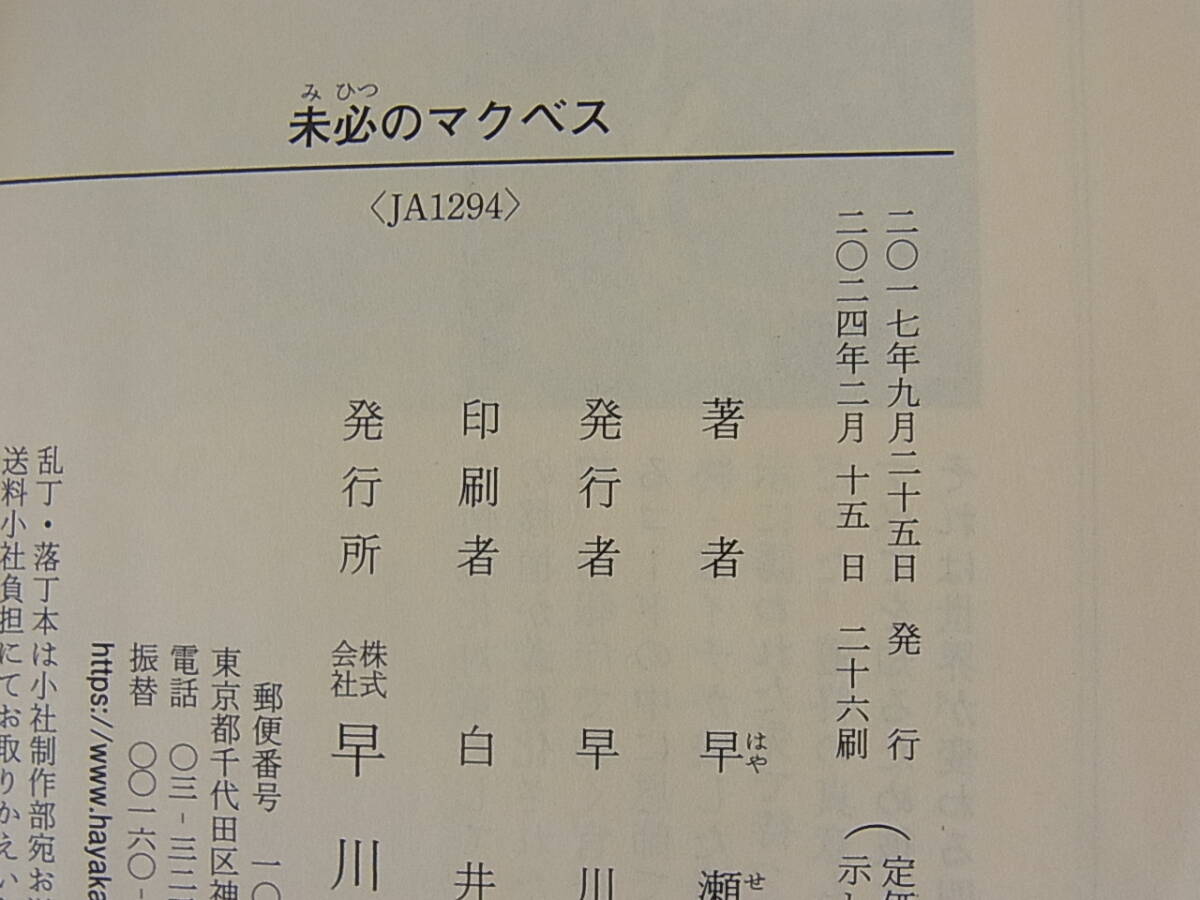 未必のマクベス
みひつ
〈JA1294〉
二〇一七年九月二十五日 発行
二〇二四年二月十五日 二十六刷
（定価
示し
著者 早瀬
はやせ
発行者 早川
印刷者 白井
発行所 株式会社 早川
郵便番号 一〇
東京都千代田区神
電話 〇三-三二
振替 〇〇一六〇-
https://www.hayaka
乱丁・落丁本は小社制作部宛お
送料小社負担にてお取りかえい